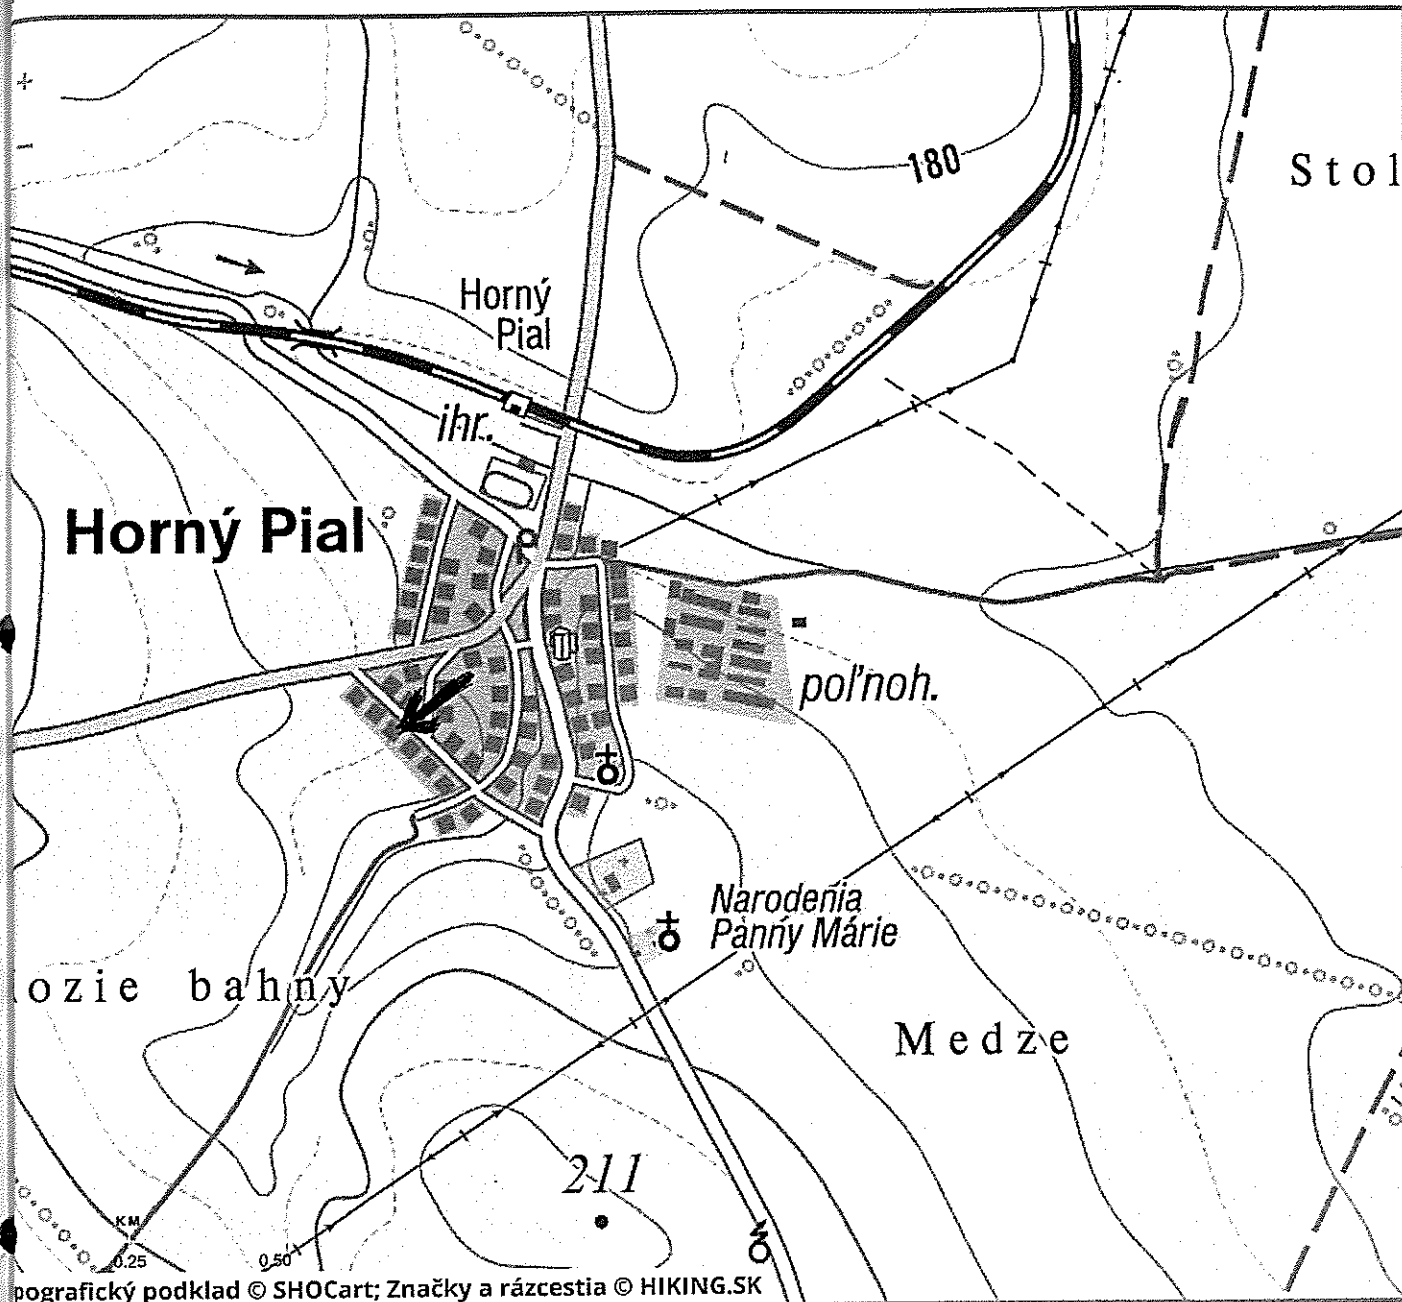 180
Stol
Horný
Pial
ihr.
Horný Pial
poľnoh.
Narodenia
Panny Márie
ozie bahny
Medze
211
KM
0.25
0.50
pografický podklad © SHOCart; Značky a rázcestia © HIKING.SK